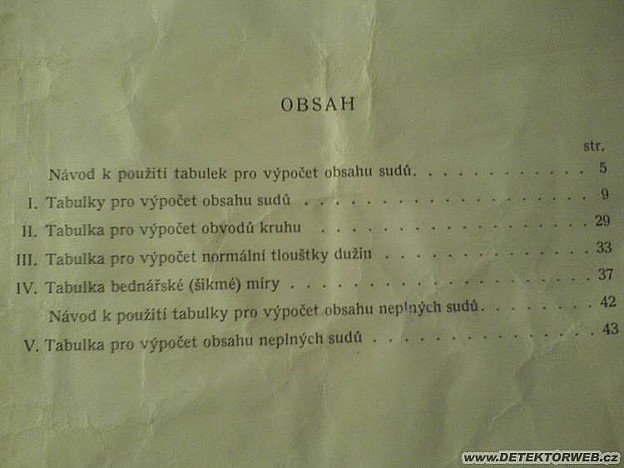 OBSAH
str.
Návod k použití tabulek pro výpočet obsahu sudů. . . . . . . . . . . . 5
I. Tabulky pro výpočet obsahu sudů . . . . . . . . . . . . . . . . . . 9
II. Tabulka pro výpočet obvodů kruhu . . . . . . . . . . . . . . . . . 29
III. Tabulka pro výpočet normální tloušťky dužin . . . . . . . . . . . . 33
IV. Tabulka bednářské (šikmé) míry . . . . . . . . . . . . . . . . . . 37
Návod k použití tabulky pro výpočet obsahu neplných sudů. . . . . . . . 42
V. Tabulka pro výpočet obsahu neplných sudů . . . . . . . . . . . . . . 43
www.DETEKTORWEB.cz